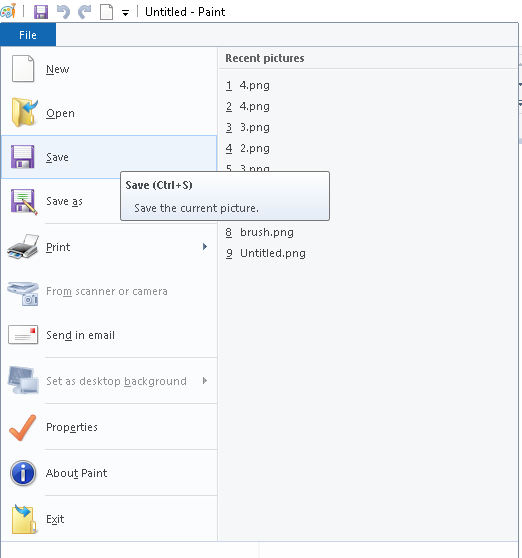 Untitled - Paint
File
New
Open
Save
Save as
Print
From scanner or camera
Send in email
Set as desktop background
Properties
About Paint
Exit
Recent pictures
1 4.png
2 4.png
3 3.png
4 2.png
5 3.png
Save (Ctrl+S)
Save the current picture.
8 brush.png
9 Untitled.png